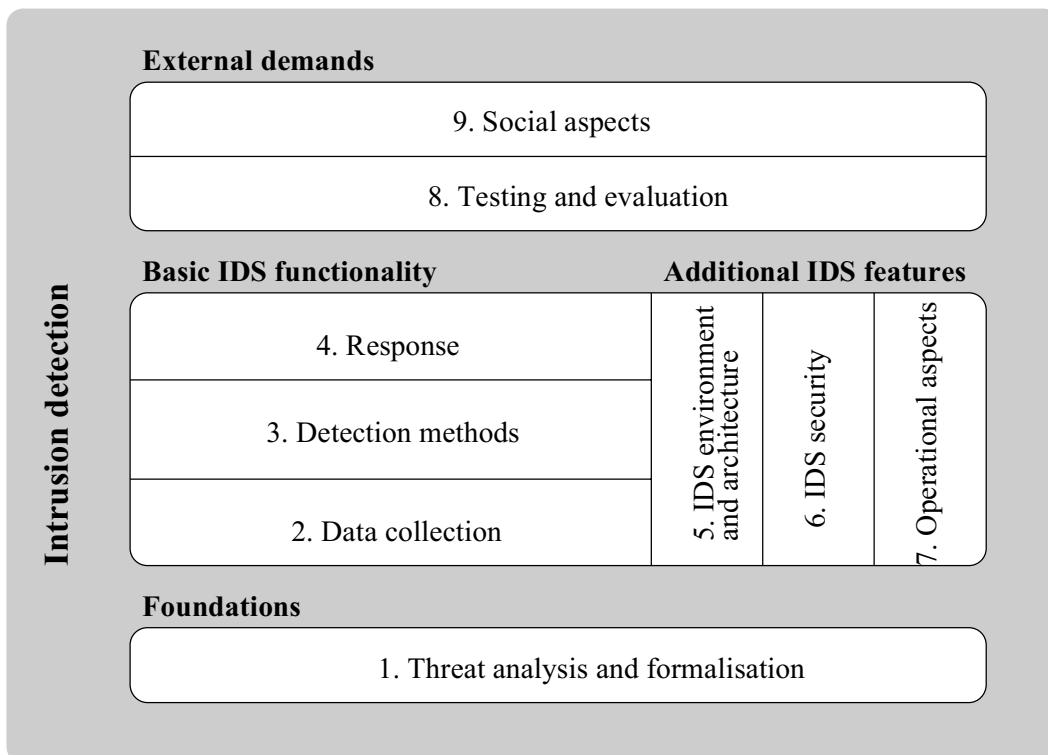 Intrusion detection
External demands
9. Social aspects
8. Testing and evaluation
Basic IDS functionality
Additional IDS features
4. Response
3. Detection methods
2. Data collection
5. IDS environment
and architecture
6. IDS security
7. Operational aspects
Foundations
1. Threat analysis and formalisation